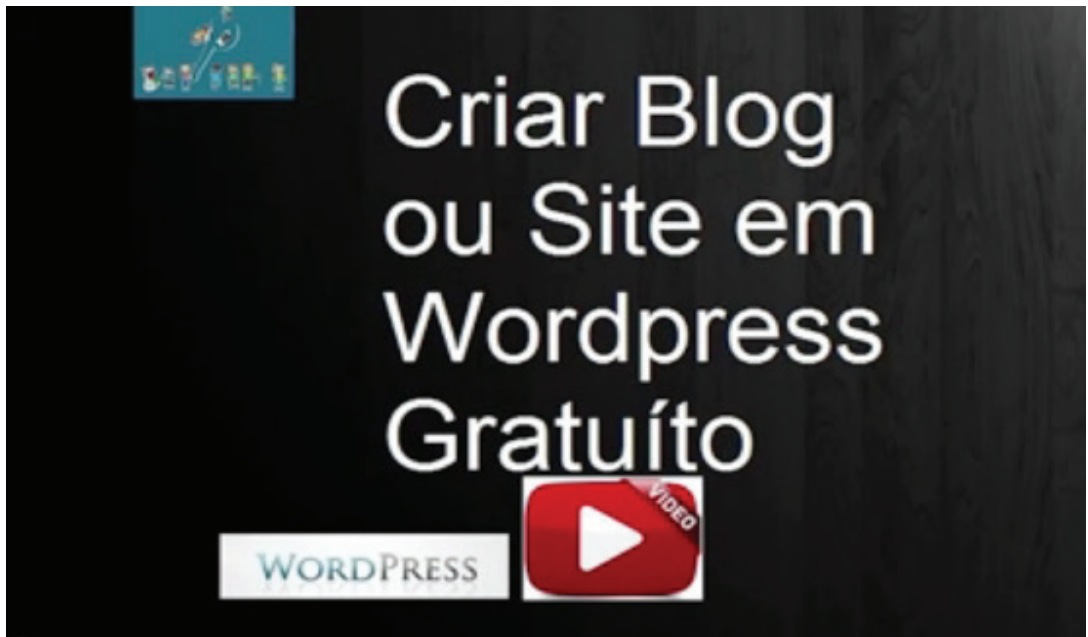 Criar Blog
ou Site em
Wordpress
Gratuíto
VIDEO
WORDPRESS